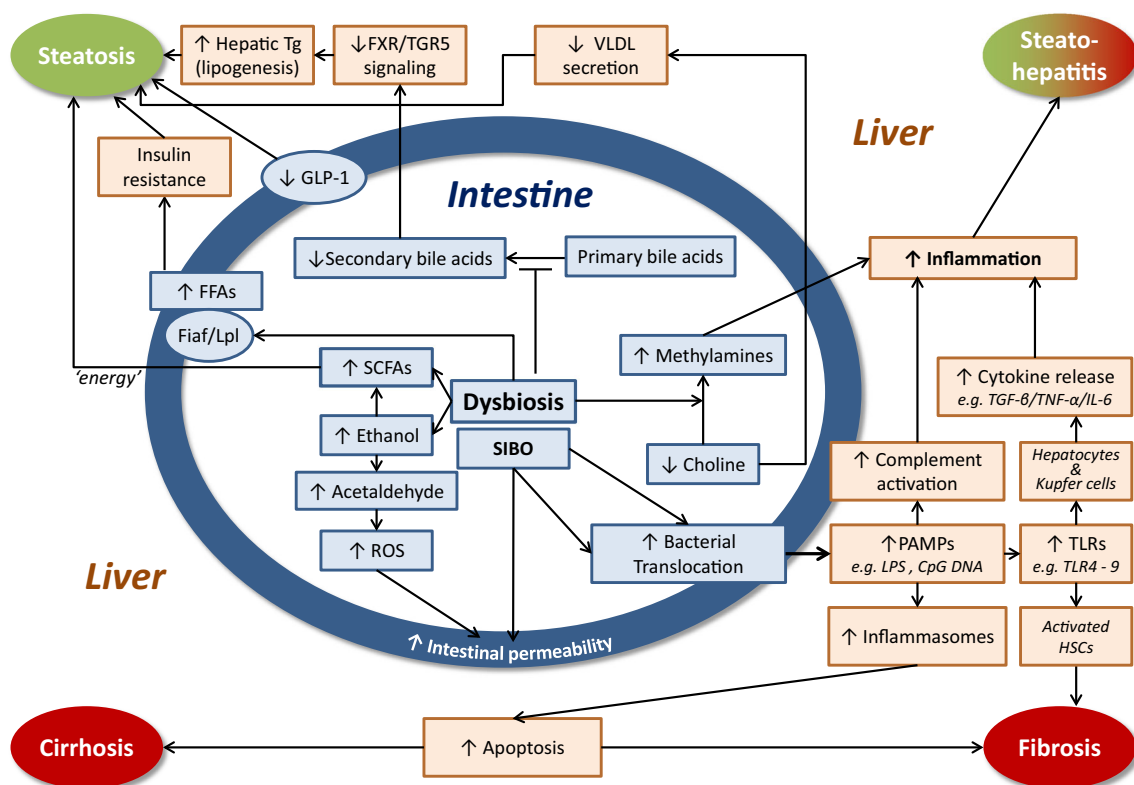 Steatosis
↑ Hepatic Tg
(lipogenesis)
↓FXR/TGR5
signaling
↓ VLDL
secretion
Steato-
hepatitis
Liver
Insulin
resistance
↓ GLP-1
Intestine
↓Secondary bile acids
Primary bile acids
↑ Inflammation
↑ FFAs
Fiaf/Lpl
'energy'
↑ SCFAs
Dysbiosis
↑ Methylamines
↑ Cytokine release
e.g. TGF-β/TNF-α/IL-6
↑ Ethanol
SIBO
↓ Choline
↑ Complement
activation
Hepatocytes
&
Kupfer cells
↑ Acetaldehyde
↑ ROS
↑ Bacterial
Translocation
↑PAMPs
e.g. LPS , CpG DNA
↑ TLRs
e.g. TLR4 - 9
Liver
↑ Intestinal permeability
↑ Inflammasomes
Activated
HSCs
Cirrhosis
↑ Apoptosis
Fibrosis